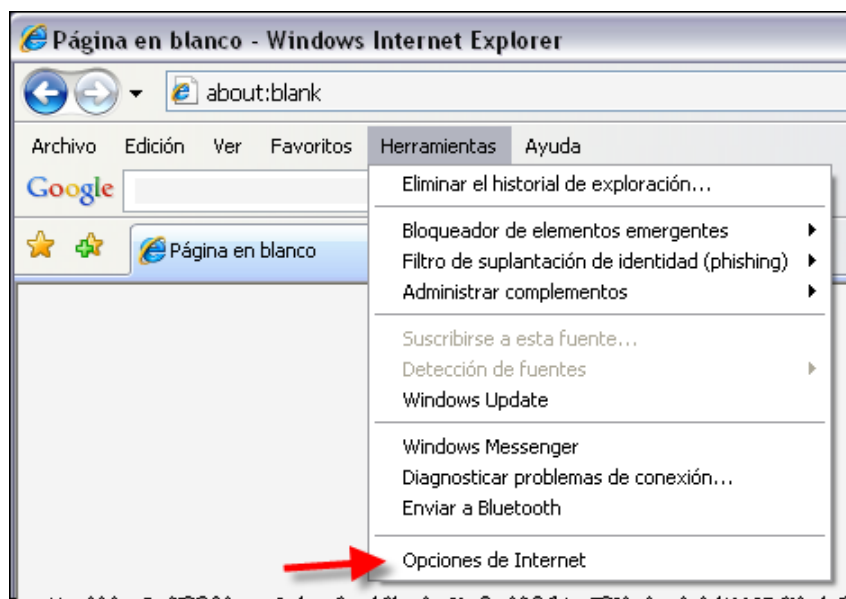 Página en blanco - Windows Internet Explorer
about:blank
Archivo Edición Ver Favoritos Herramientas Ayuda
Google
Página en blanco
Eliminar el historial de exploración...
Bloqueador de elementos emergentes
Filtro de suplantación de identidad (phishing)
Administrar complementos
Suscribirse a esta fuente...
Detección de fuentes
Windows Update
Windows Messenger
Diagnosticar problemas de conexión...
Enviar a Bluetooth
Opciones de Internet